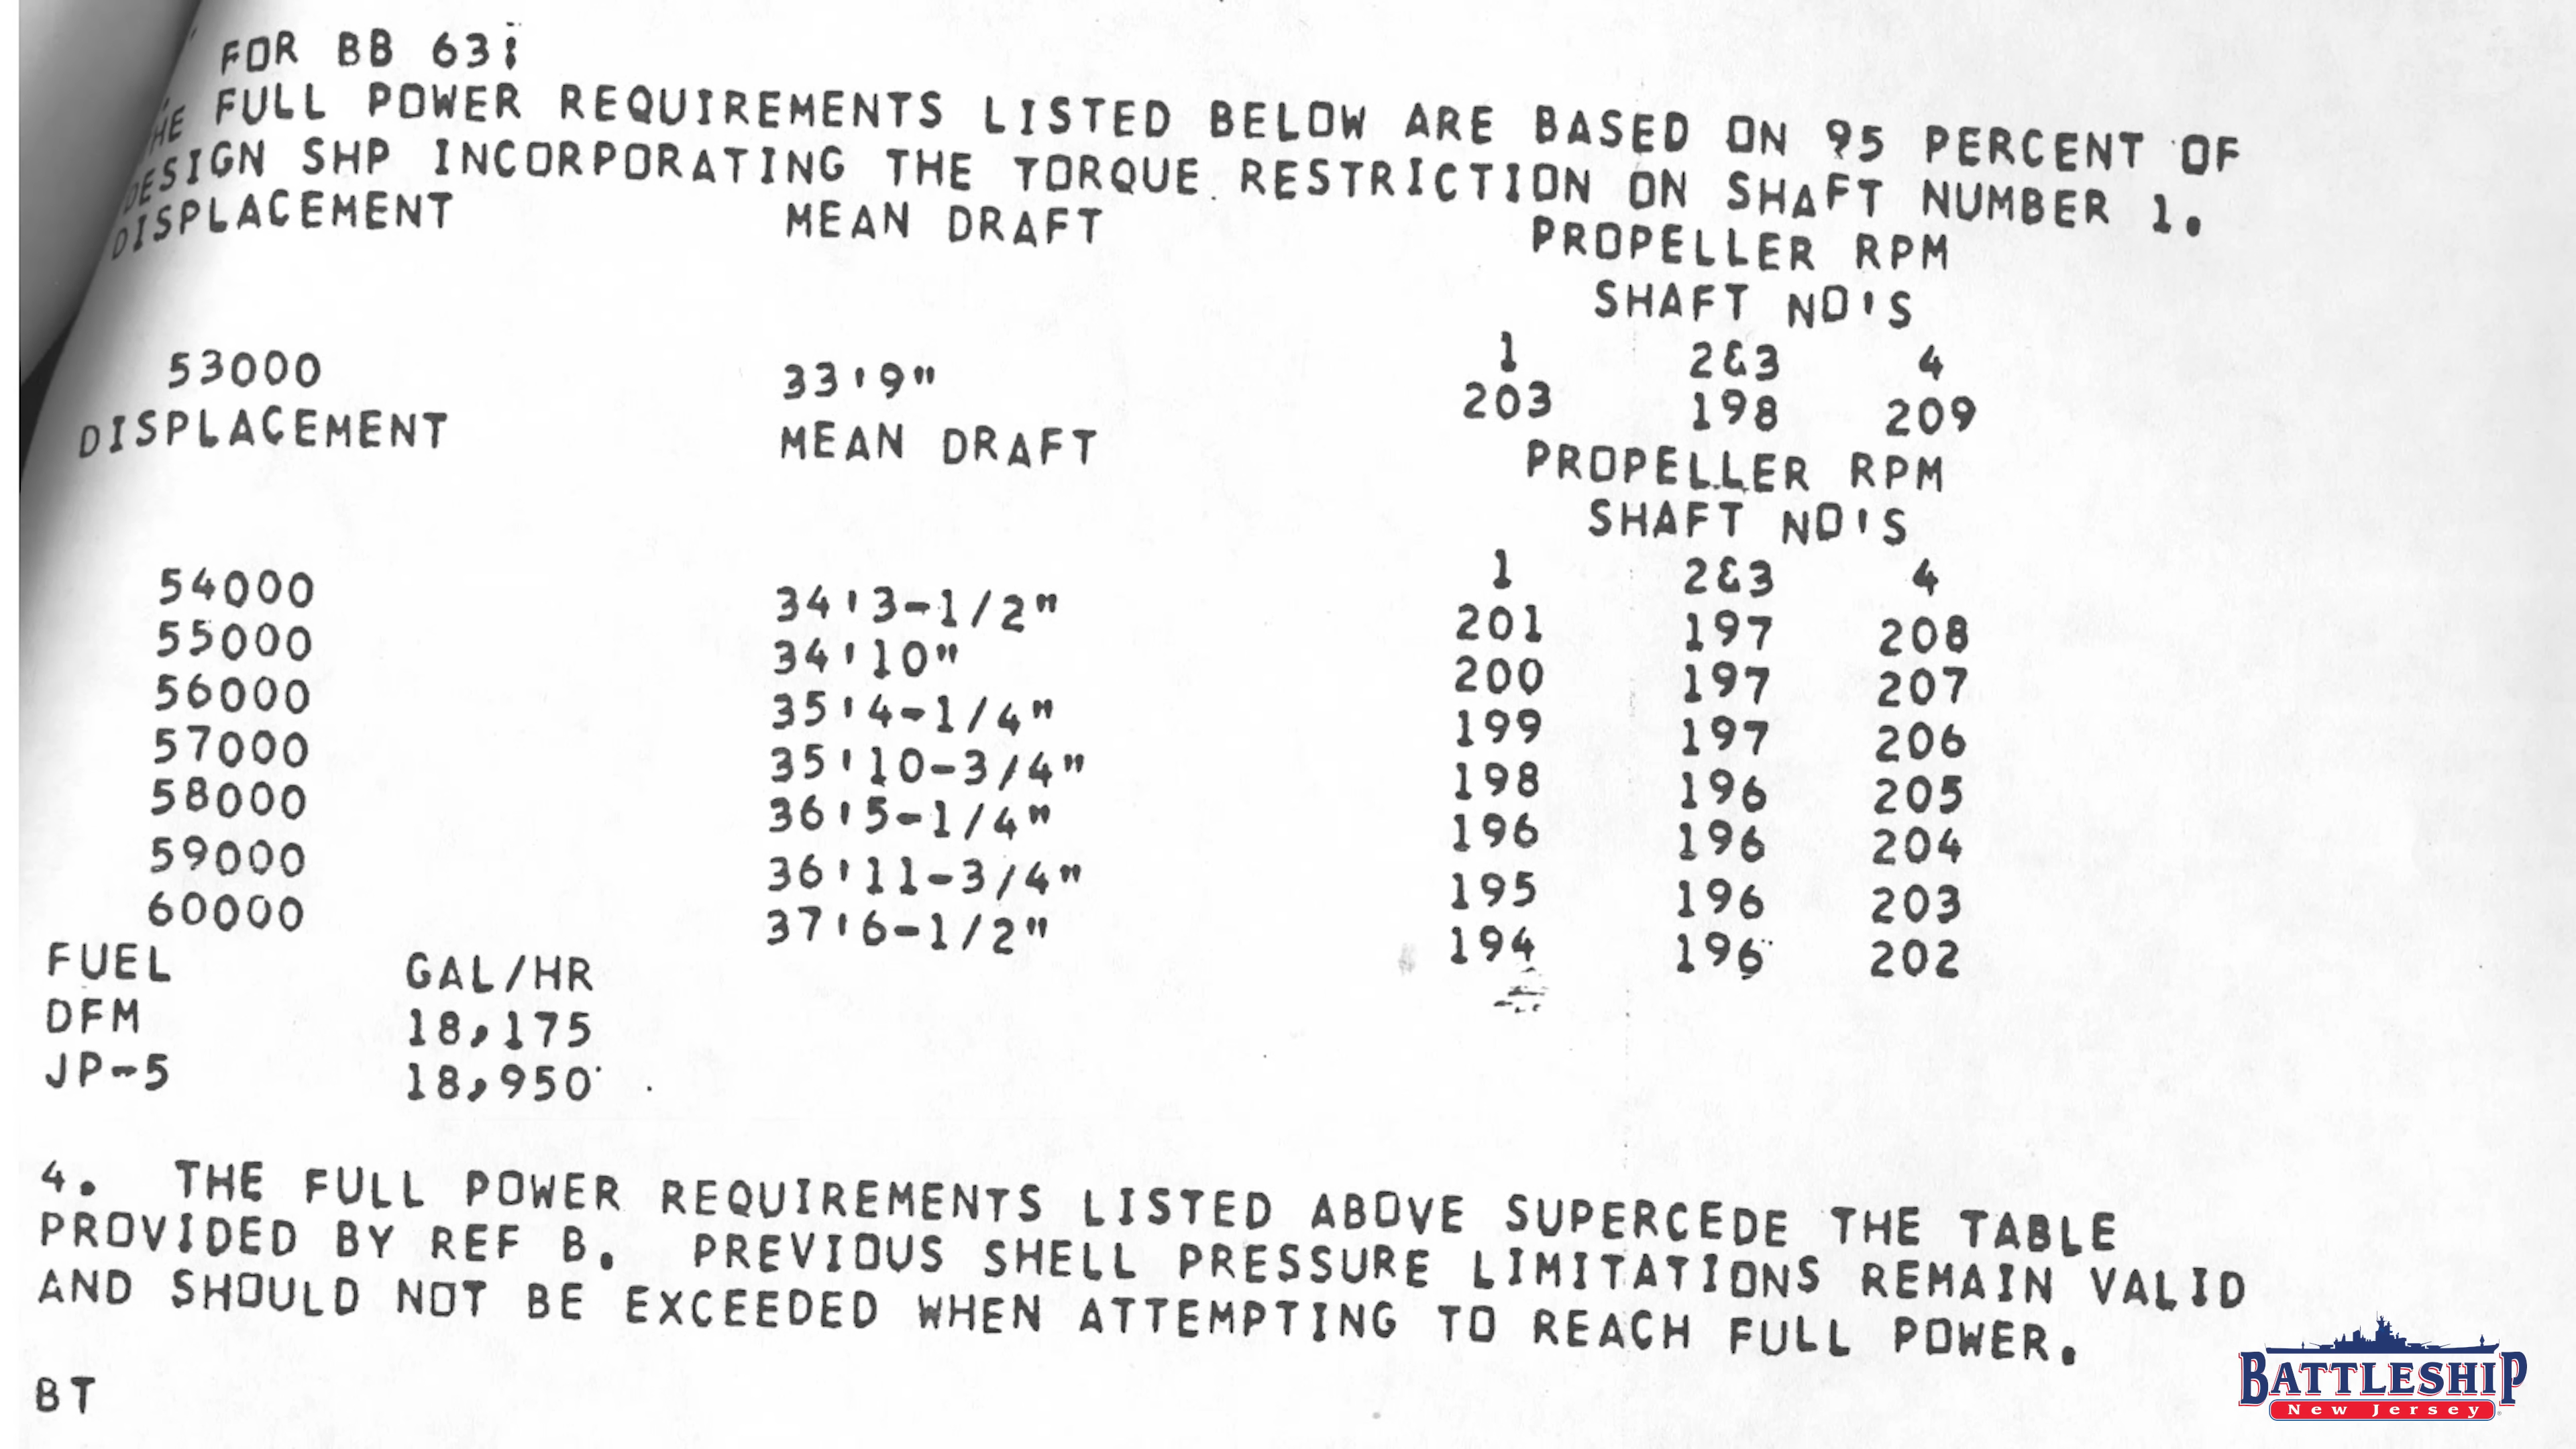 FOR BB 63:
THE FULL POWER REQUIREMENTS LISTED BELOW ARE BASED ON 95 PERCENT OF
DESIGN SHP INCORPORATING THE TORQUE RESTRICTION ON SHAFT NUMBER 1.
DISPLACEMENT MEAN DRAFT PROPELLER RPM
SHAFT NO'S
1 2&3 4
53000 33'9" 203 198 209
DISPLACEMENT MEAN DRAFT PROPELLER RPM
SHAFT NO'S
1 2&3 4
54000 34'3-1/2" 201 197 208
55000 34'10" 200 197 207
56000 35'4-1/4" 199 197 206
57000 35'10-3/4" 198 196 205
58000 36'5-1/4" 196 196 204
59000 36'11-3/4" 195 196 203
60000 37'6-1/2" 194 196 202
FUEL GAL/HR
DFM 18,175
JP-5 18,950
4. THE FULL POWER REQUIREMENTS LISTED ABOVE SUPERCEDE THE TABLE
PROVIDED BY REF B. PREVIOUS SHELL PRESSURE LIMITATIONS REMAIN VALID
AND SHOULD NOT BE EXCEEDED WHEN ATTEMPTING TO REACH FULL POWER.
BT
BATTLESHIP
New Jersey